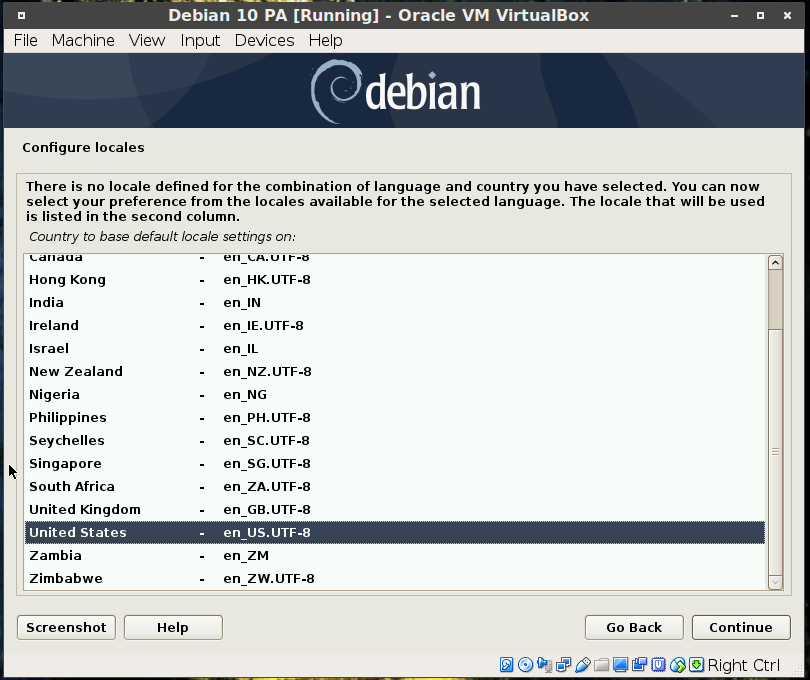 Debian 10 PA [Running] - Oracle VM VirtualBox
File Machine View Input Devices Help
debian
Configure locales
There is no locale defined for the combination of language and country you have selected. You can now
select your preference from the locales available for the selected language. The locale that will be used
is listed in the second column.
Country to base default locale settings on:
Canada - en_CA.UTF-8
Hong Kong - en_HK.UTF-8
India - en_IN
Ireland - en_IE.UTF-8
Israel - en_IL
New Zealand - en_NZ.UTF-8
Nigeria - en_NG
Philippines - en_PH.UTF-8
Seychelles - en_SC.UTF-8
Singapore - en_SG.UTF-8
South Africa - en_ZA.UTF-8
United Kingdom - en_GB.UTF-8
United States - en_US.UTF-8
Zambia - en_ZM
Zimbabwe - en_ZW.UTF-8
Screenshot Help Go Back Continue
Right Ctrl